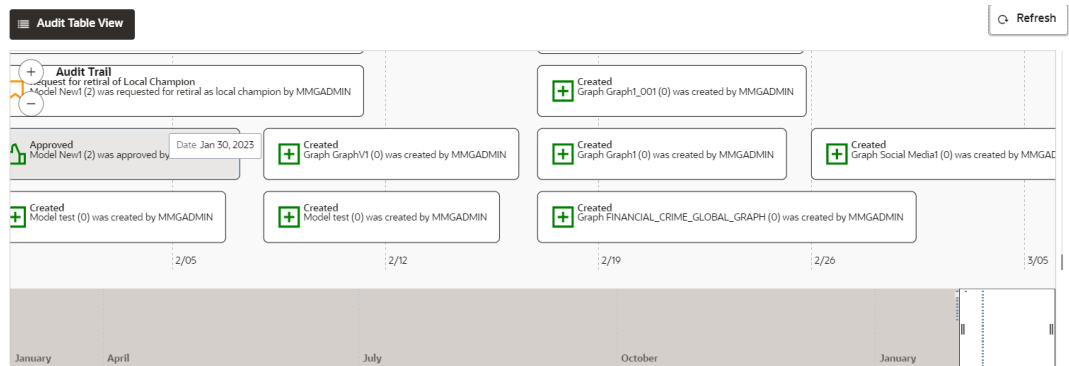 Audit Table View
Refresh
Audit Trail
Request for retiral of Local Champion
Model New1 (2) was requested for retiral as local champion by MMGADMIN
Created
Graph Graph1_001 (0) was created by MMGADMIN
Approved
Model New1 (2) was approved by
Date Jan 30, 2023
Created
Graph GraphV1 (0) was created by MMGADMIN
Created
Graph Graph1 (0) was created by MMGADMIN
Created
Graph Social Media1 (0) was created by MMGAD
Created
Model test (0) was created by MMGADMIN
Created
Model test (0) was created by MMGADMIN
Created
Graph FINANCIAL_CRIME_GLOBAL_GRAPH (0) was created by MMGADMIN
2/05
2/12
2/19
2/26
3/05
January
April
July
October
January